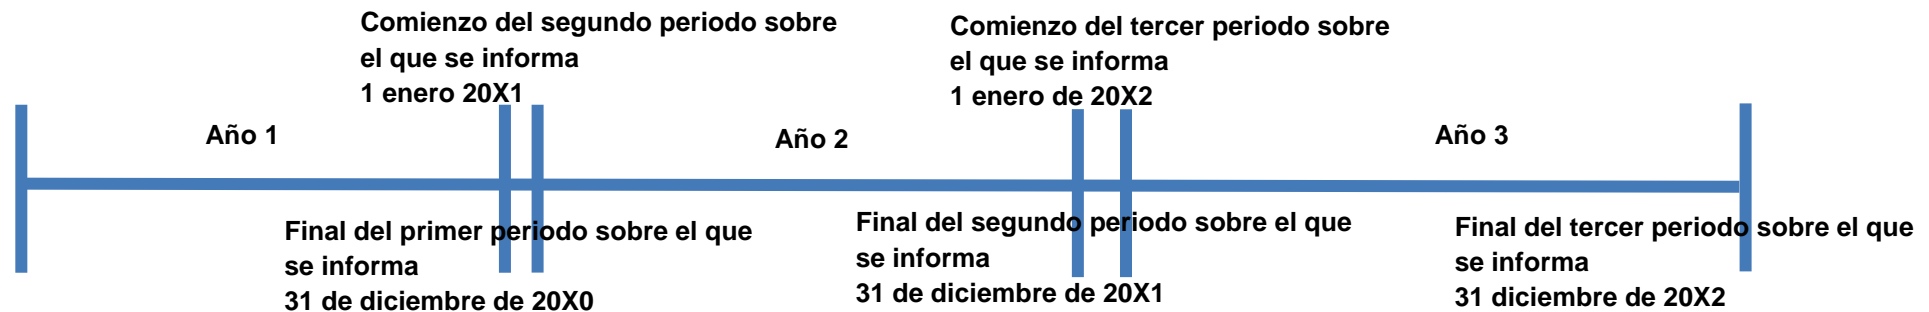 Comienzo del segundo periodo sobre
el que se informa
1 enero 20X1
Comienzo del tercer periodo sobre
el que se informa
1 enero de 20X2
Año 1
Año 2
Año 3
Final del primer periodo sobre el que
se informa
31 de diciembre de 20X0
Final del segundo periodo sobre el que
se informa
31 de diciembre de 20X1
Final del tercer periodo sobre el que
se informa
31 diciembre de 20X2